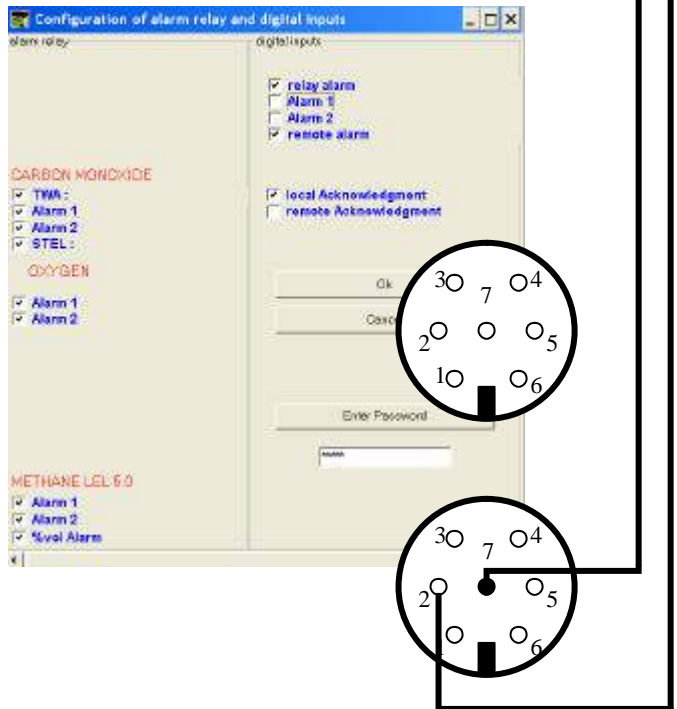 Configuration of alarm relay and digital inputs
alarm relay
digital inputs
relay alarm
Alarm 1
Alarm 2
remote alarm
CARBON MONOXIDE
TWA :
Alarm 1
Alarm 2
STEL :
local Acknowledgment
remote Acknowledgment
OXYGEN
Alarm 1
Alarm 2
Ok
Cance
Enter Password
METHANE LEL 5.0
Alarm 1
Alarm 2
%vol Alarm
3 7 4
2 5
1 6
3 7 4
2 5
6